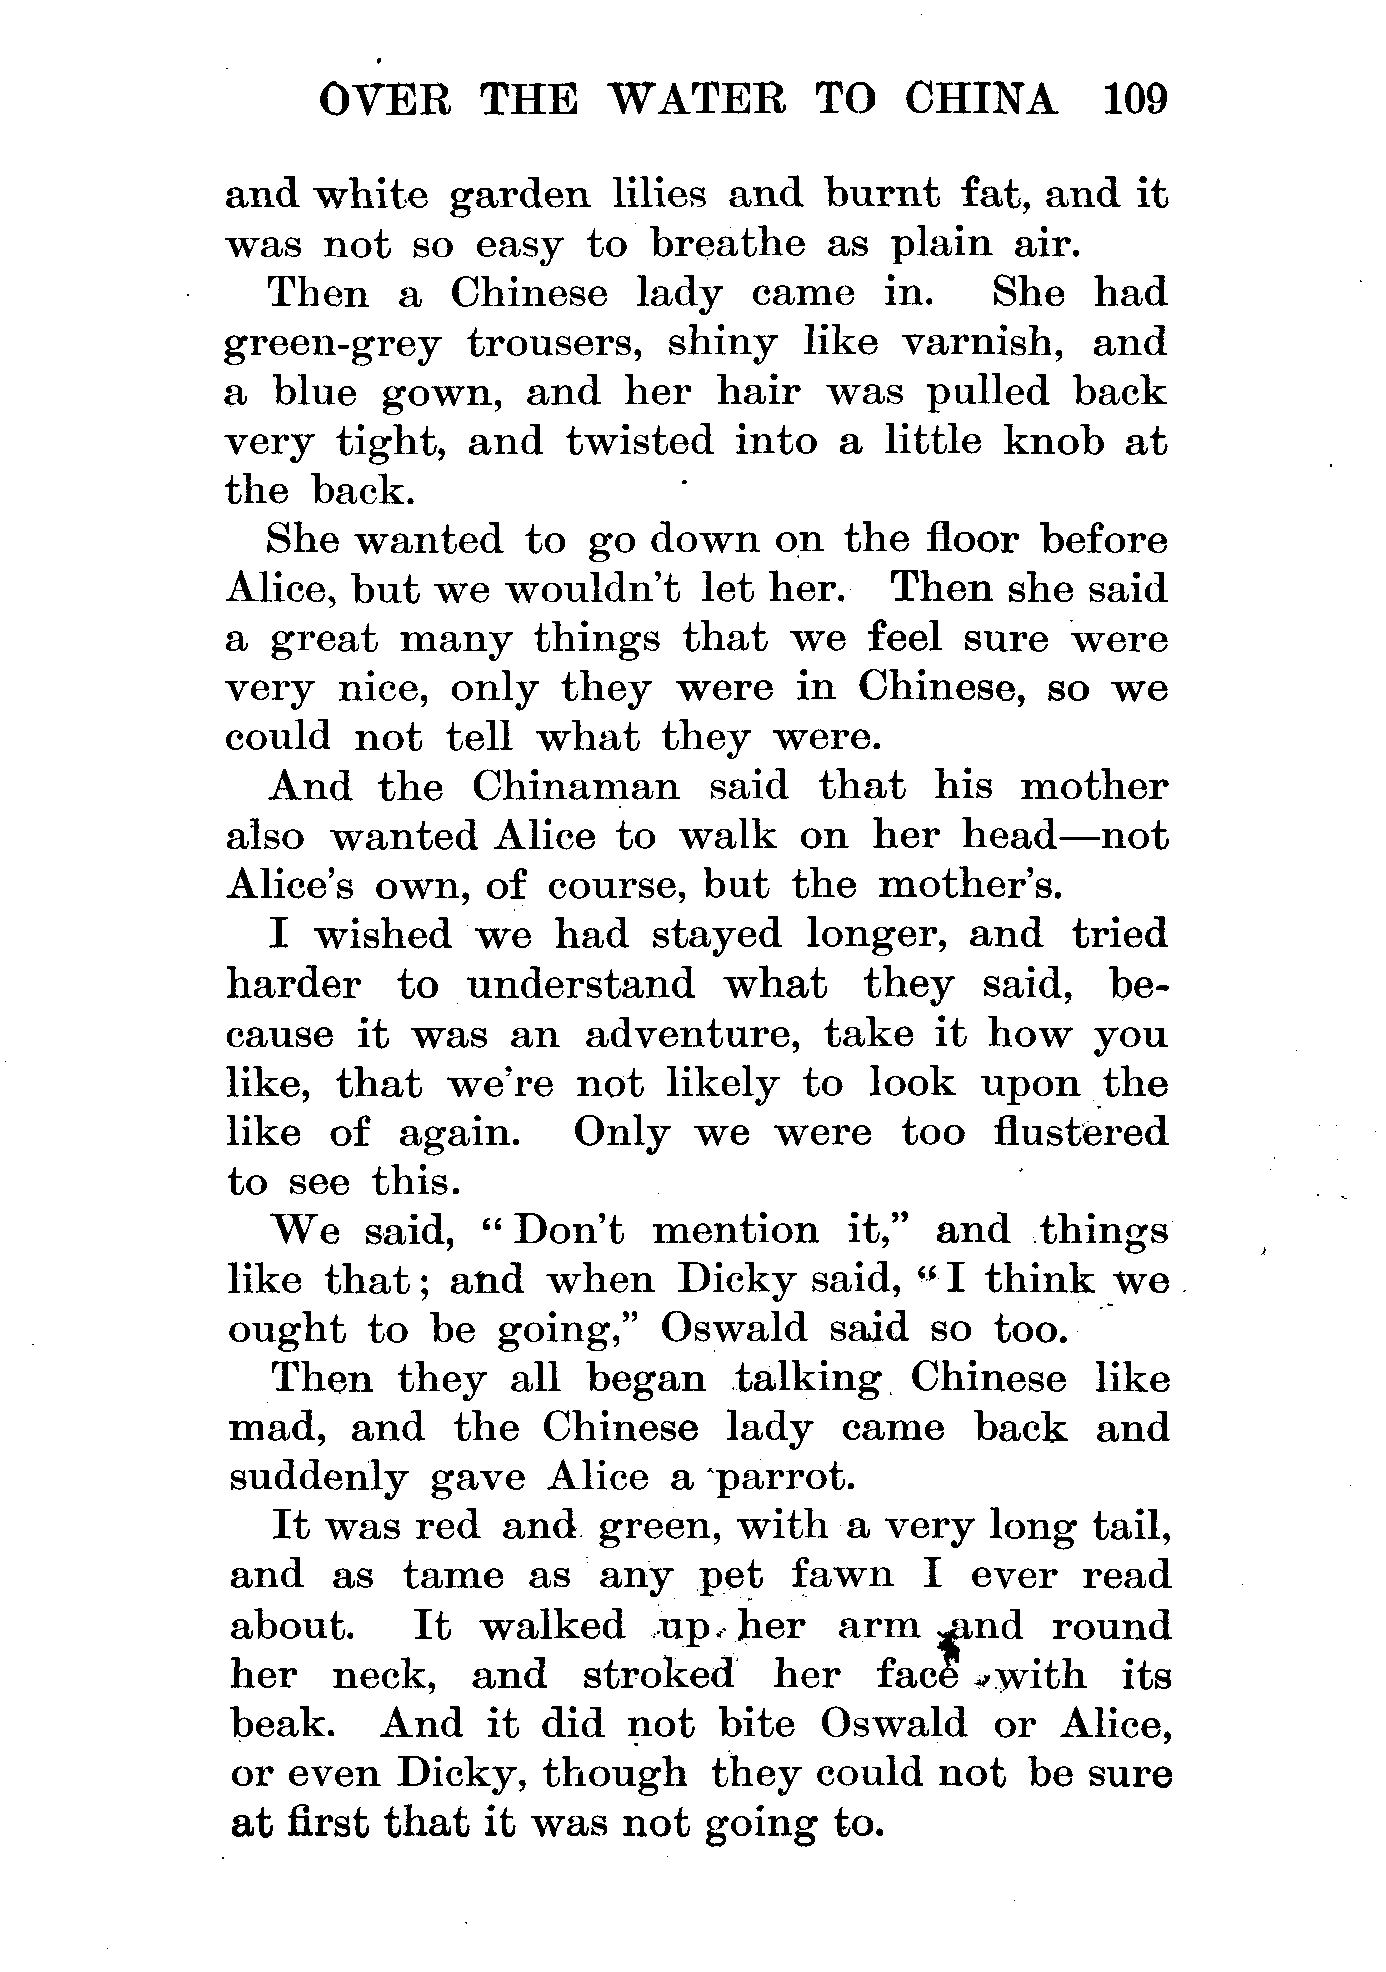 OVER THE WATER TO CHINA 109
and white garden lilies and burnt fat, and it
was not so easy to breathe as plain air.
Then a Chinese lady came in. She had
green-grey trousers, shiny like varnish, and
a blue gown, and her hair was pulled back
very tight, and twisted into a little knob at
the back.
She wanted to go down on the floor before
Alice, but we wouldn't let her. Then she said
a great many things that we feel sure were
very nice, only they were in Chinese, so we
could not tell what they were.
And the Chinaman said that his mother
also wanted Alice to walk on her head—not
Alice's own, of course, but the mother's.
I wished we had stayed longer, and tried
harder to understand what they said, be-
cause it was an adventure, take it how you
like, that we're not likely to look upon the
like of again. Only we were too flustered
to see this.
We said, "Don't mention it," and things
like that; and when Dicky said, "I think we
ought to be going," Oswald said so too.
Then they all began talking Chinese like
mad, and the Chinese lady came back and
suddenly gave Alice a parrot.
It was red and green, with a very long tail,
and as tame as any pet fawn I ever read
about. It walked up her arm and round
her neck, and stroked her face with its
beak. And it did not bite Oswald or Alice,
or even Dicky, though they could not be sure
at first that it was not going to.